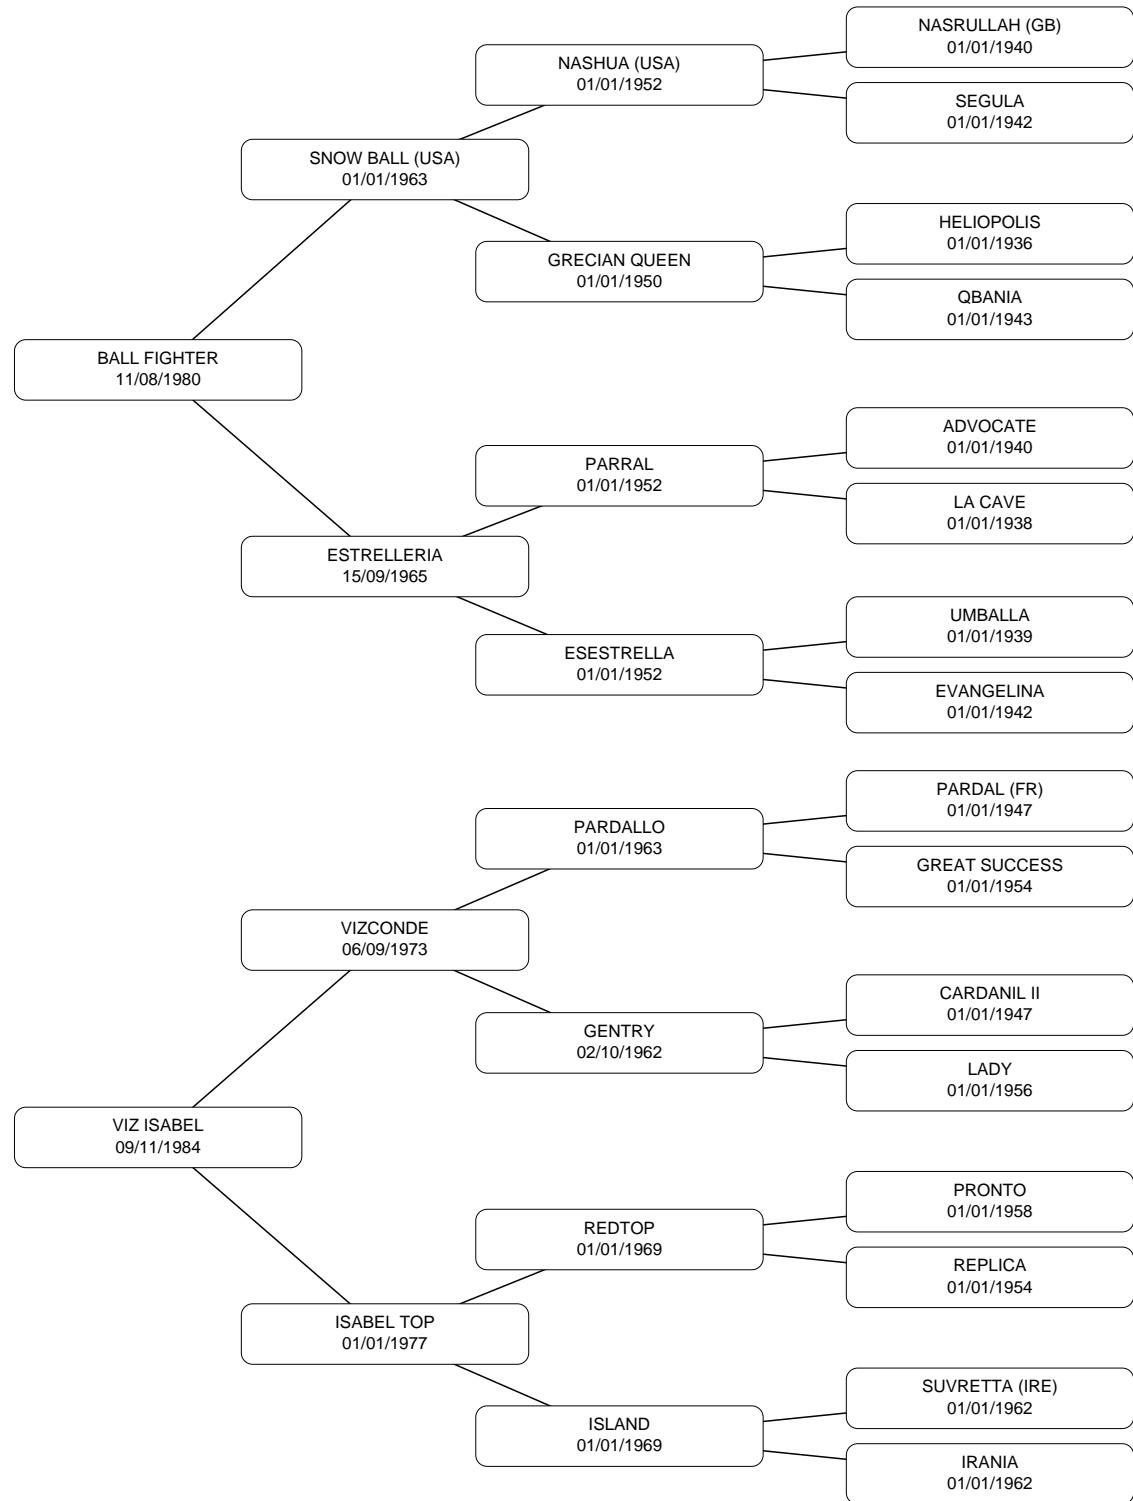 NASRULLAH (GB)
01/01/1940
NASHUA (USA)
01/01/1952
SEGULA
01/01/1942
SNOW BALL (USA)
01/01/1963
HELIOPOLIS
01/01/1936
GRECIAN QUEEN
01/01/1950
QBANIA
01/01/1943
BALL FIGHTER
11/08/1980
ADVOCATE
01/01/1940
PARRAL
01/01/1952
LA CAVE
01/01/1938
ESTRELLERIA
15/09/1965
UMBALLA
01/01/1939
ESESTRELLA
01/01/1952
EVANGELINA
01/01/1942
PARDAL (FR)
01/01/1947
PARDALLO
01/01/1963
GREAT SUCCESS
01/01/1954
VIZCONDE
06/09/1973
CARDANIL II
01/01/1947
GENTRY
02/10/1962
LADY
01/01/1956
VIZ ISABEL
09/11/1984
PRONTO
01/01/1958
REDTOP
01/01/1969
REPLICA
01/01/1954
ISABEL TOP
01/01/1977
SUVRETTA (IRE)
01/01/1962
ISLAND
01/01/1969
IRANIA
01/01/1962